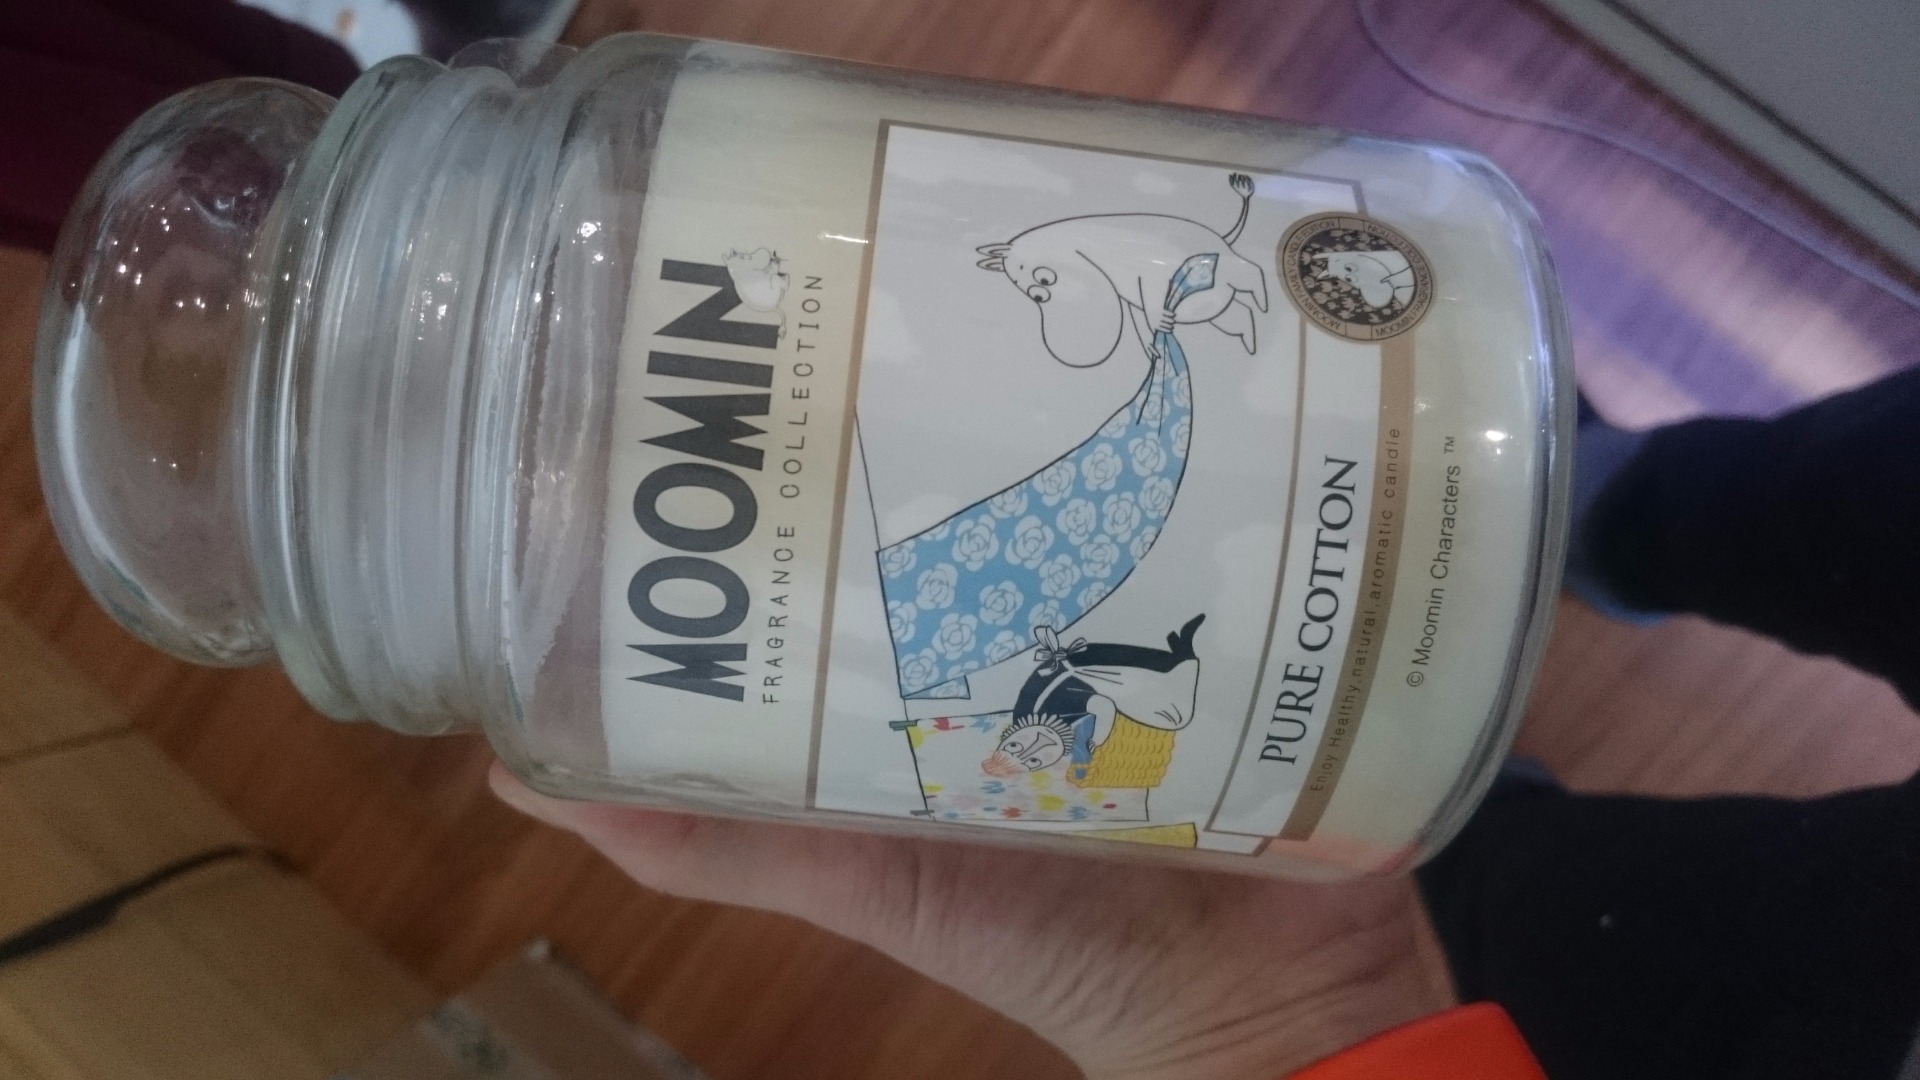 MOOMIN
FRAGRANCE COLLECTION
PURE COTTON
Enjoy Healthy,natural,aromatic candle
© Moomin Characters ™